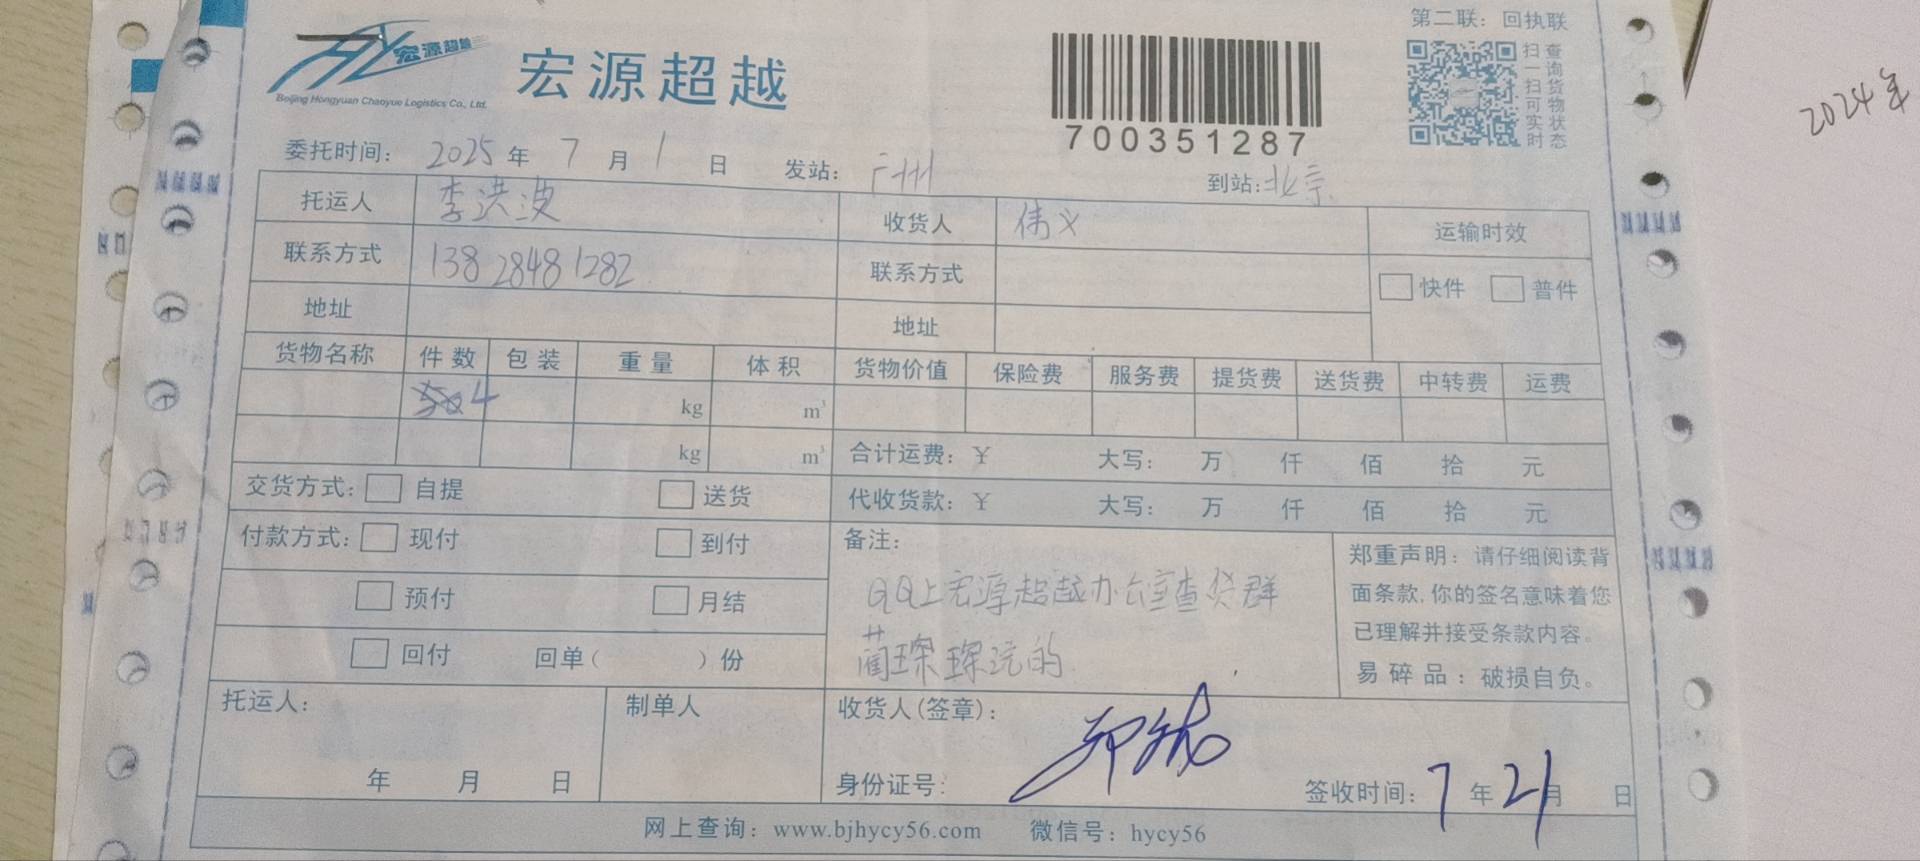 第二联：回执联
宏源超越
Beijing Hongyuan Chaoyue Logistics Co., Ltd.
宏源超越
700351287
扫一扫可实时
查询货物状态
2024年
委托时间： 2025 年 7 月 1 日 发站： 广州 到站： 北京
托运人 李洪波 收货人 伟义 运输时效
联系方式 13828481282 联系方式 快件 普件
地址 地址
货物名称 件数 包装 重量 体积 货物价值 保险费 服务费 提货费 送货费 中转费 运费
4 kg m³
kg m³ 合计运费：￥ 大写： 万 仟 佰 拾 元
交货方式： 自提 送货 代收货款：￥ 大写： 万 仟 佰 拾 元
付款方式： 现付 到付 备注：
预付 月结
回付 回单（ ）份
QQ上宏源超越办公室查货群
蔺琛琛说的
郑重声明：请仔细阅读背
面条款，你的签名意味着您
已理解并接受条款内容。
易碎品：破损自负。
托运人： 制单人 收货人(签章)：
年 月 日 身份证号： 签收时间： 7 年 21 月 日
网上查询：www.bjhycy56.com 微信号：hycy56